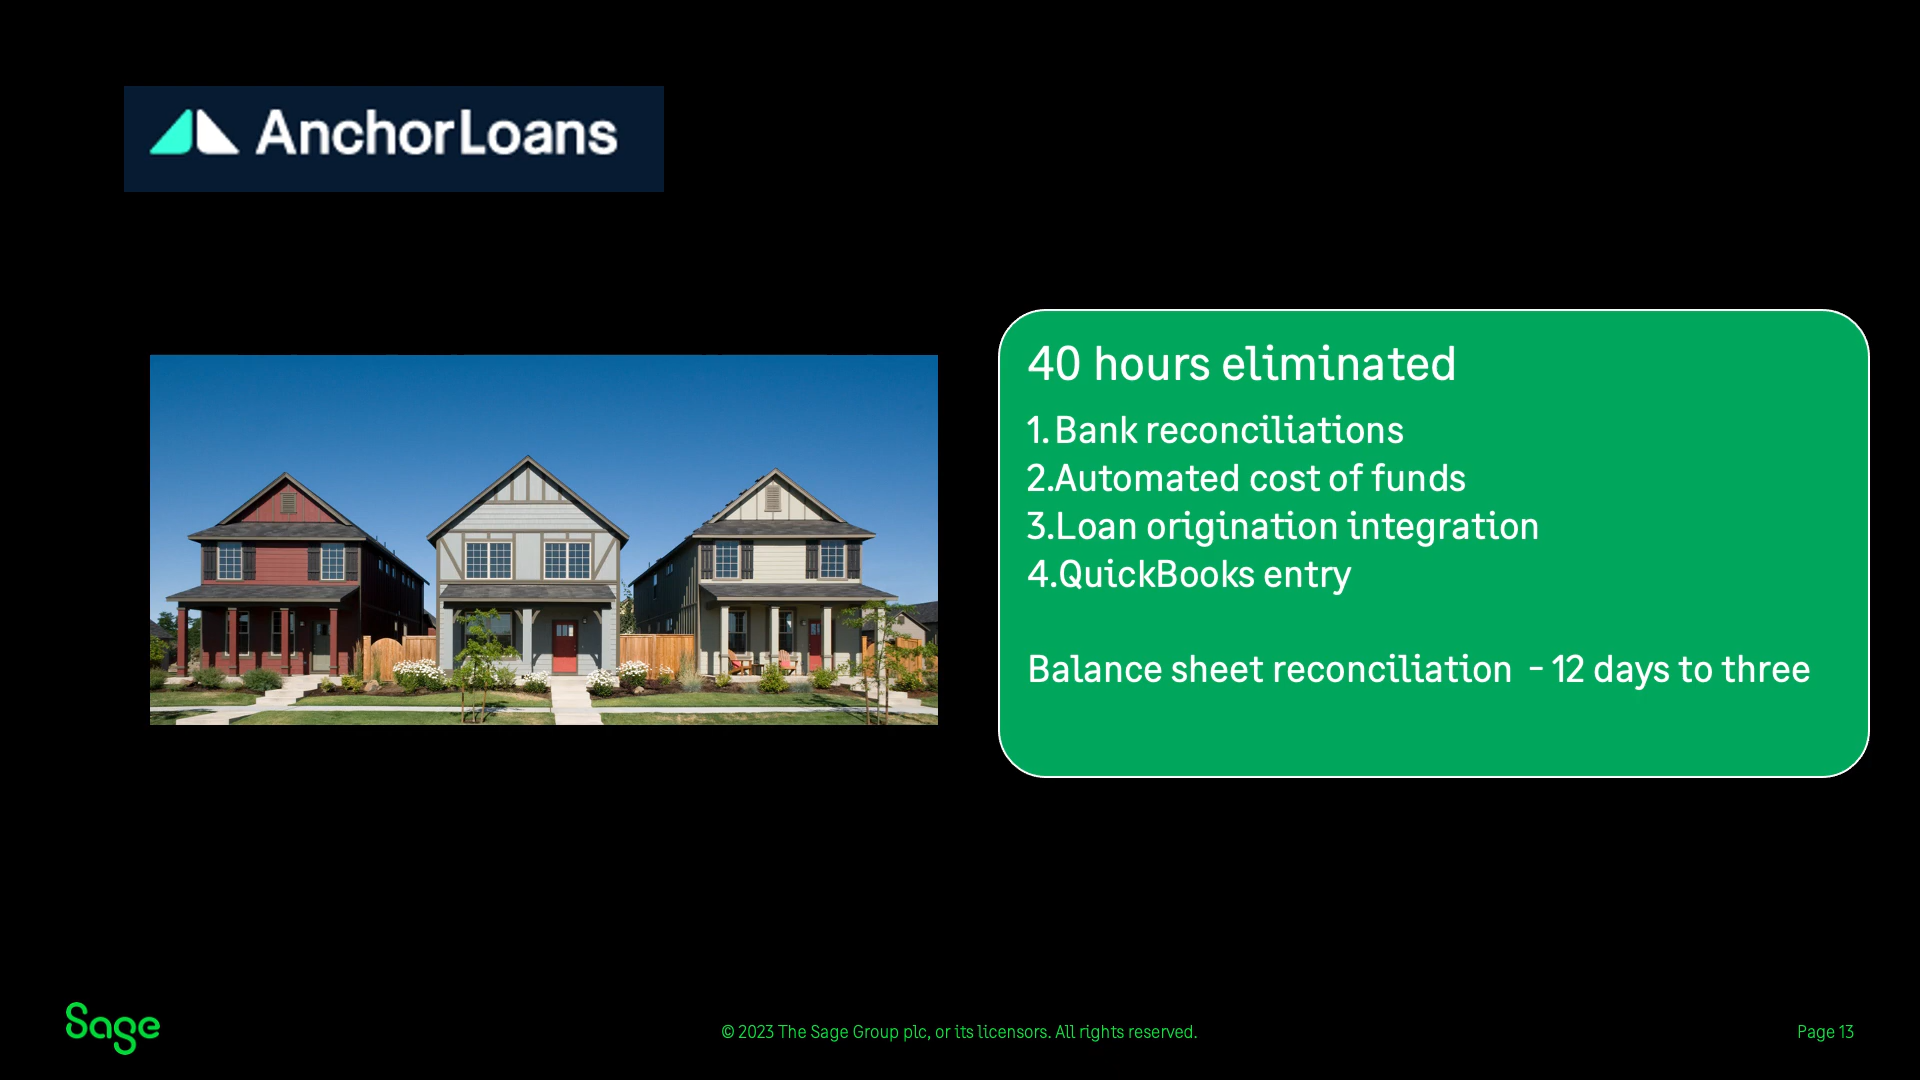 AnchorLoans
40 hours eliminated
1. Bank reconciliations
2.Automated cost of funds
3.Loan origination integration
4.QuickBooks entry
Balance sheet reconciliation - 12 days to three
Sage
© 2023 The Sage Group plc, or its licensors. All rights reserved.
Page 13